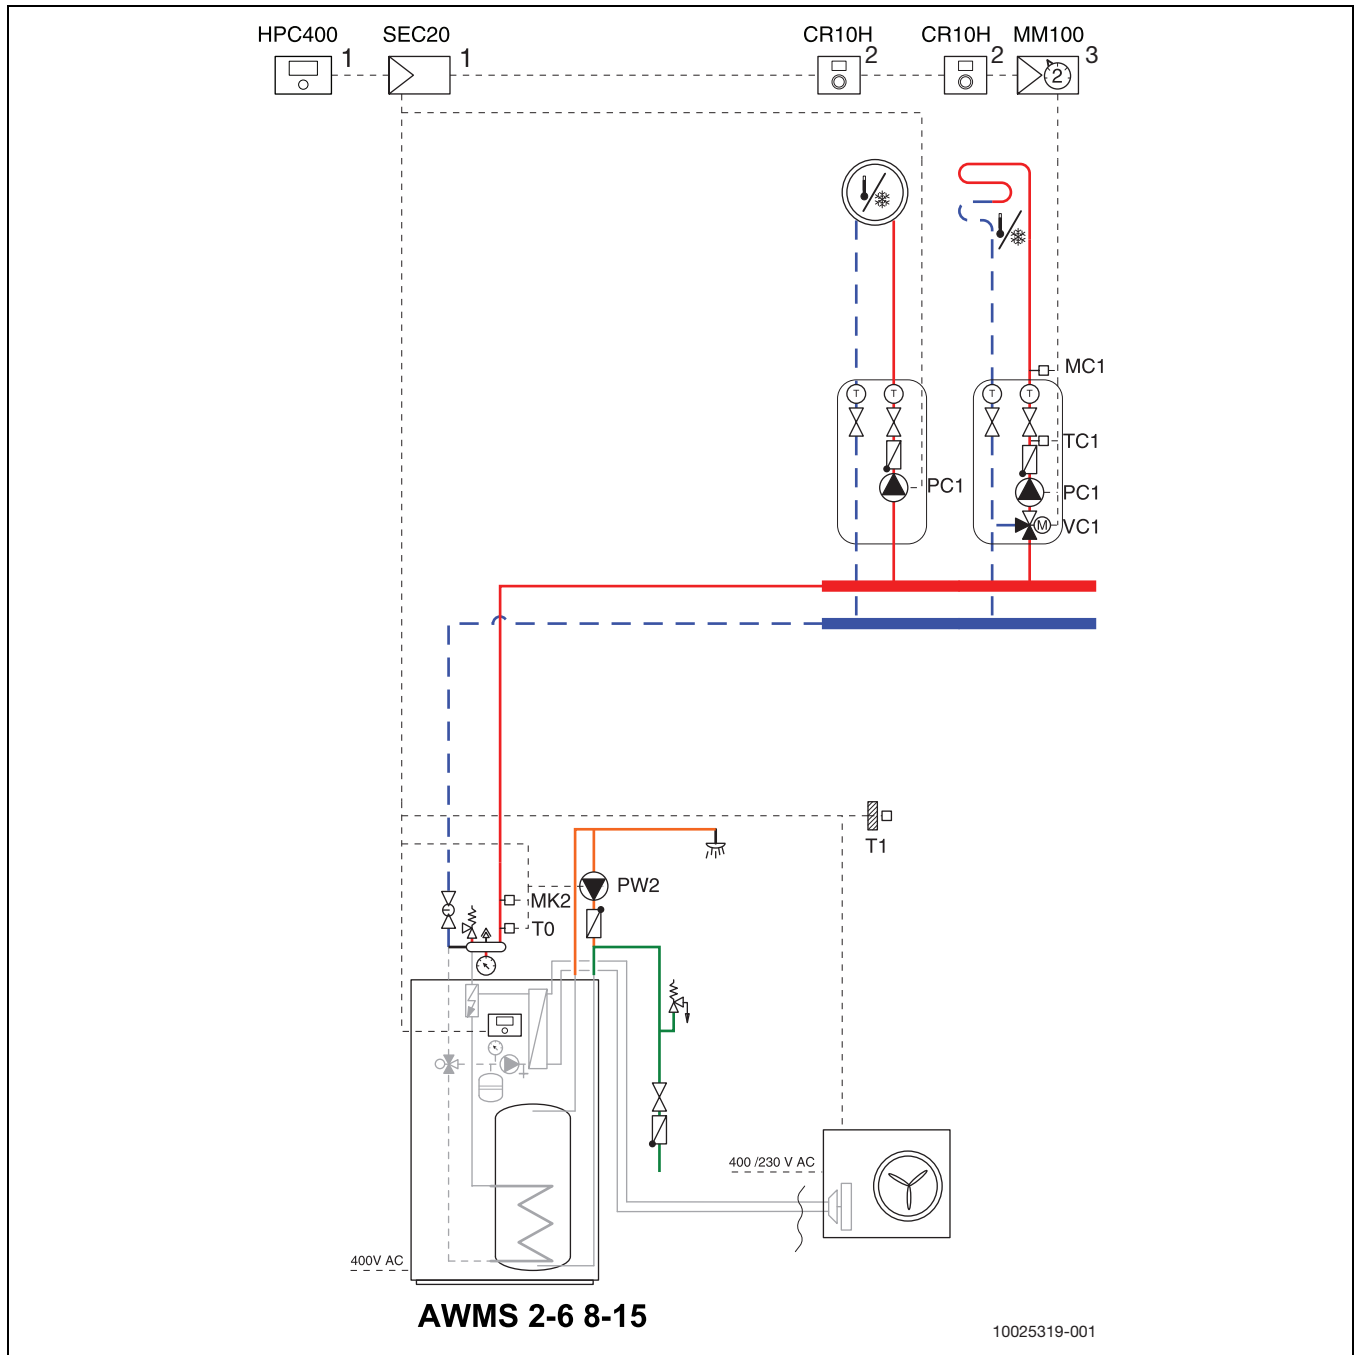 HPC400 SEC20 CR10H CR10H MM100
1 1 2 2 3
2
MC1
T T T T
TC1
PC1 PC1
M VC1
T1
PW2
MK2
T0
400 /230 V AC
400V AC
AWMS 2-6 8-15
10025319-001